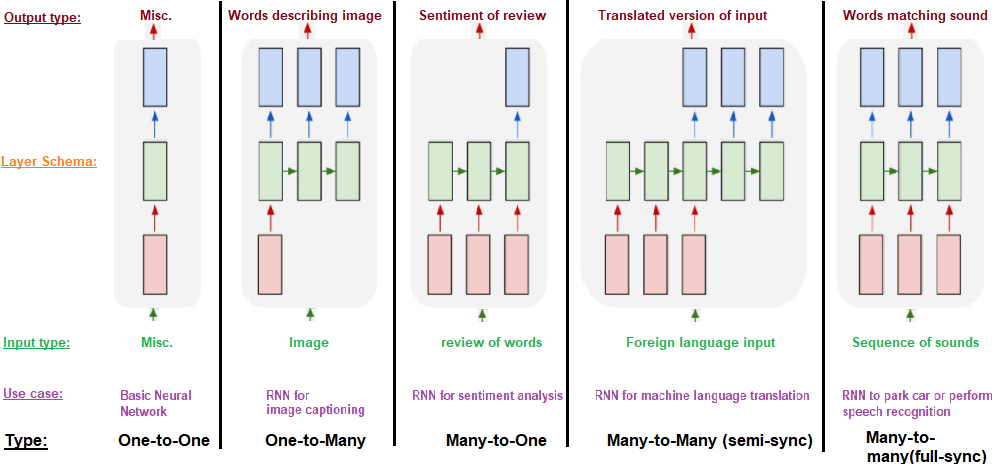 Output type: Misc. Words describing image Sentiment of review Translated version of input Words matching sound
Layer Schema:
Input type: Misc. Image review of words Foreign language input Sequence of sounds
Use case: Basic Neural Network RNN for image captioning RNN for sentiment analysis RNN for machine language translation RNN to park car or perform speech recognition
Type: One-to-One One-to-Many Many-to-One Many-to-Many (semi-sync) Many-to-many(full-sync)